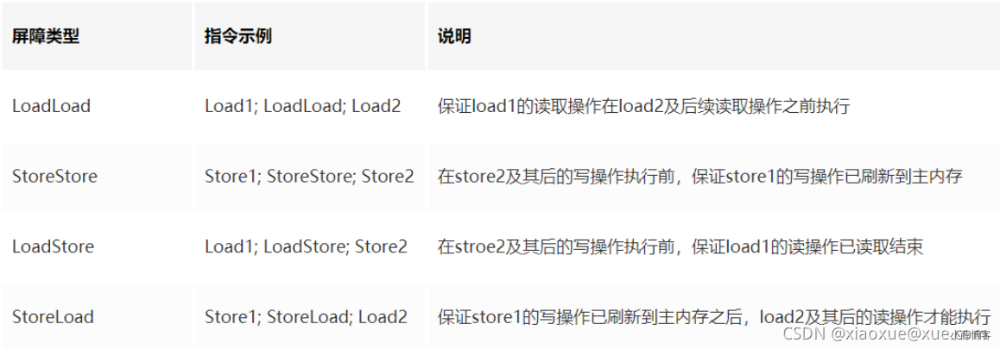 屏障类型 指令示例 说明
LoadLoad Load1; LoadLoad; Load2 保证load1的读取操作在load2及后续读取操作之前执行
StoreStore Store1; StoreStore; Store2 在store2及其后的写操作执行前，保证store1的写操作已刷新到主内存
LoadStore Load1; LoadStore; Store2 在stroe2及其后的写操作执行前，保证load1的读操作已读取结束
StoreLoad Store1; StoreLoad; Load2 保证store1的写操作已刷新到主内存之后，load2及其后的读操作才能执行
CSDN @xiaoxue@xue